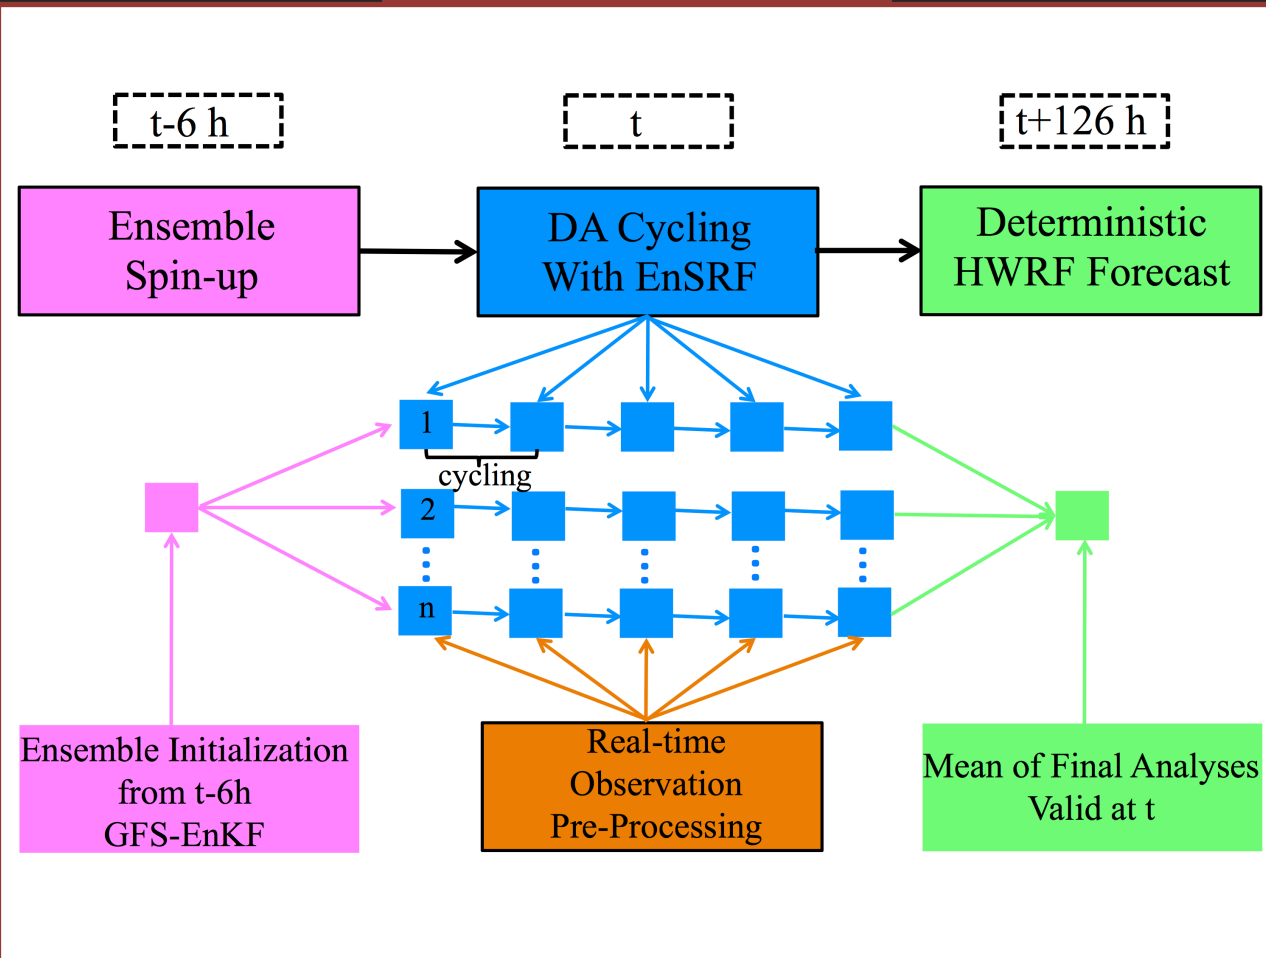 t-6 h
t
t+126 h
Ensemble
Spin-up
DA Cycling
With EnSRF
Deterministic
HWRF Forecast
1
cycling
2
n
Ensemble Initialization
from t-6h
GFS-EnKF
Real-time
Observation
Pre-Processing
Mean of Final Analyses
Valid at t